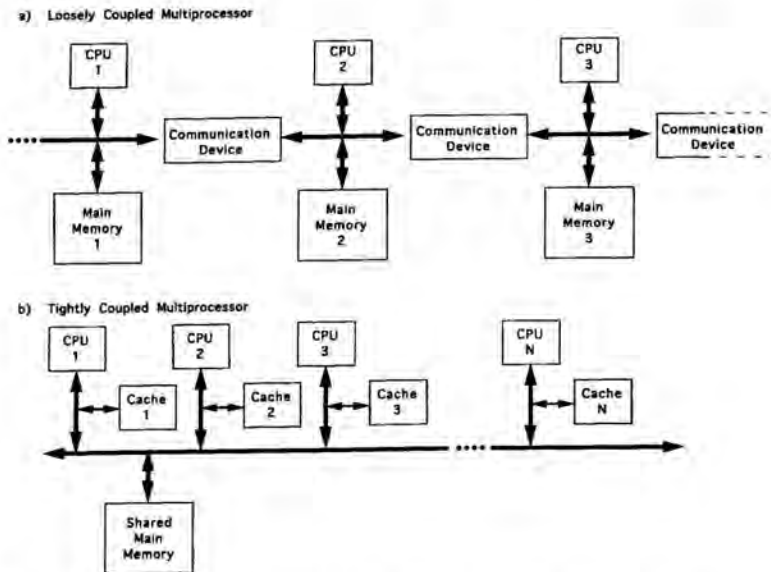 a) Loosely Coupled Multiprocessor
CPU
1
CPU
2
CPU
3
Communication
Device
Communication
Device
Communication
Device
Main
Memory
1
Main
Memory
2
Main
Memory
3
b) Tightly Coupled Multiprocessor
CPU
1
CPU
2
CPU
3
CPU
N
Cache
1
Cache
2
Cache
3
Cache
N
Shared
Main
Memory